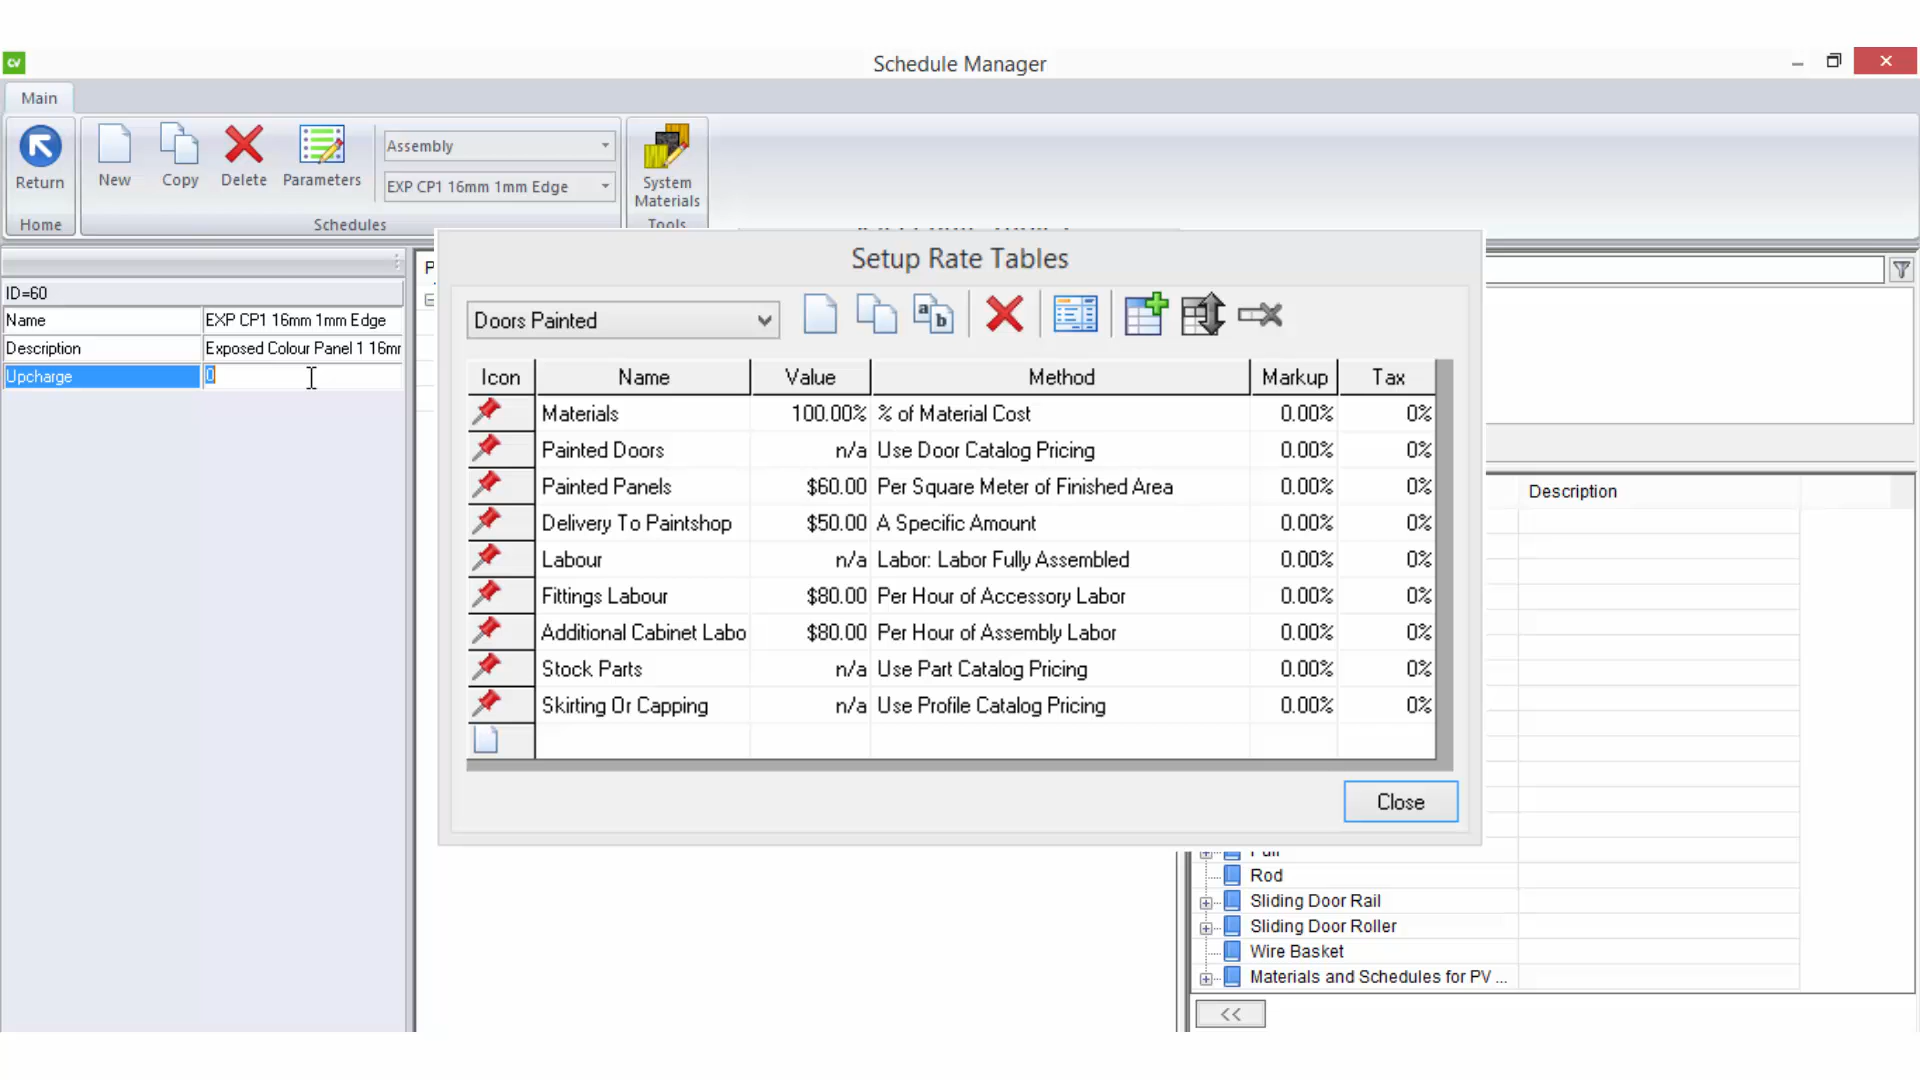 CV
Schedule Manager
Main
Return
New
Copy
Delete
Parameters
Assembly
EXP CP1 16mm 1mm Edge
System
Materials
Home
Schedules
Tools
ID=60
Name
EXP CP1 16mm 1mm Edge
Description
Exposed Colour Panel 1 16mm
Upcharge
0
Setup Rate Tables
Doors Painted
Icon Name Value Method Markup Tax
Materials 100.00% % of Material Cost 0.00% 0%
Painted Doors n/a Use Door Catalog Pricing 0.00% 0%
Painted Panels $60.00 Per Square Meter of Finished Area 0.00% 0%
Delivery To Paintshop $50.00 A Specific Amount 0.00% 0%
Labour n/a Labor: Labor Fully Assembled 0.00% 0%
Fittings Labour $80.00 Per Hour of Accessory Labor 0.00% 0%
Additional Cabinet Labo $80.00 Per Hour of Assembly Labor 0.00% 0%
Stock Parts n/a Use Part Catalog Pricing 0.00% 0%
Skirting Or Capping n/a Use Profile Catalog Pricing 0.00% 0%
Close
Description
Pull
Rod
Sliding Door Rail
Sliding Door Roller
Wire Basket
Materials and Schedules for PV ...
<<